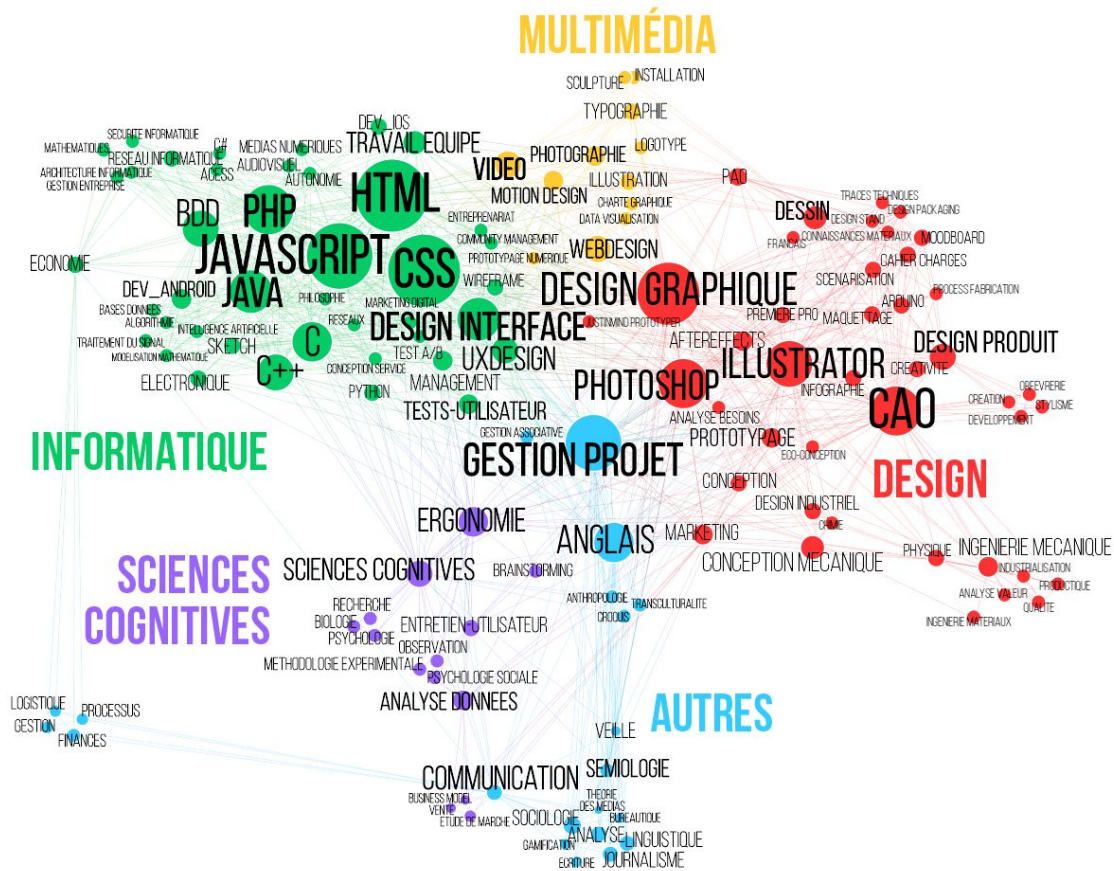 MULTIMÉDIA
SCULPTURE
INSTALLATION
TYPOGRAPHIE
DEV_IOS
TRAVAIL EQUIPE
LOGOTYPE
SECURITE INFORMATIQUE
MATHEMATIQUES
RESEAU INFORMATIQUE
C#
MEDIAS NUMERIQUES
AUDIOVISUEL
ACESS
AUTONOMIE
ARCHITECTURE INFORMATIQUE
GESTION ENTREPRISE
VIDEO
PHOTOGRAPHIE
ILLUSTRATION
MOTION DESIGN
CHARTE GRAPHIQUE
DATA VISUALISATION
PAO
HTML
BDD
PHP
ENTREPRENARIAT
COMMUNITY MANAGEMENT
PROTOTYPAGE NUMERIQUE
WEBDESIGN
DESSIN
TRACES TECHNIQUES
DESIGN PACKAGING
DESIGN STAND
FRANCAIS
CONNAISSANCES MATERIAUX
MOODBOARD
CAHIER CHARGES
SCENARISATION
JAVASCRIPT
CSS
ECONOMIE
JAVA
DEV_ANDROID
WIREFRAME
DESIGN GRAPHIQUE
PROCESS FABRICATION
ARDUINO
MAQUETTAGE
PREMIERE PRO
PHILOSOPHIE
MARKETING DIGITAL
BASES DONNEES
ALGORITHMIE
RESEAUX
DESIGN INTERFACE
JUSTINMIND PROTOTYPER
AFTEREFFECTS
INTELLIGENCE ARTIFICIELLE
TRAITEMENT DU SIGNAL
SKETCH
C
MODELISATION MATHEMATIQUE
TEST A/B
UXDESIGN
DESIGN PRODUIT
ILLUSTRATOR
CREATIVITE
INFOGRAPHIE
CONCEPTION SERVICE
C++
ELECTRONIQUE
PYTHON
MANAGEMENT
PHOTOSHOP
CAO
ORFEVRERIE
CREATION
STYLISME
DEVELOPPEMENT
TESTS-UTILISATEUR
ANALYSE BESOINS
PROTOTYPAGE
ECO-CONCEPTION
GESTION ASSOCIATIVE
GESTION PROJET
INFORMATIQUE
DESIGN
CONCEPTION
DESIGN INDUSTRIEL
CHIMIE
ERGONOMIE
ANGLAIS
MARKETING
CONCEPTION MECANIQUE
PHYSIQUE
INGENIERIE MECANIQUE
INDUSTRIALISATION
PRODUCTIQUE
ANALYSE VALEUR
QUALITE
INGENIERIE MATERIAUX
SCIENCES
COGNITIVES
SCIENCES COGNITIVES
BRAINSTORMING
ANTHROPOLOGIE
TRANSCULTURALITE
CROQUIS
RECHERCHE
BIOLOGIE
PSYCHOLOGIE
ENTRETIEN-UTILISATEUR
OBSERVATION
METHODOLOGIE EXPERIMENTALE
PSYCHOLOGIE SOCIALE
ANALYSE DONNEES
AUTRES
LOGISTIQUE
PROCESSUS
GESTION
FINANCES
VEILLE
SEMIOLOGIE
COMMUNICATION
BUSINESS MODEL
VENTE
ETUDE DE MARCHE
SOCIOLOGIE
THEORIE
DES MEDIAS
BUREAUTIQUE
ANALYSE
LINGUISTIQUE
GAMIFICATION
JOURNALISME
ECRITURE